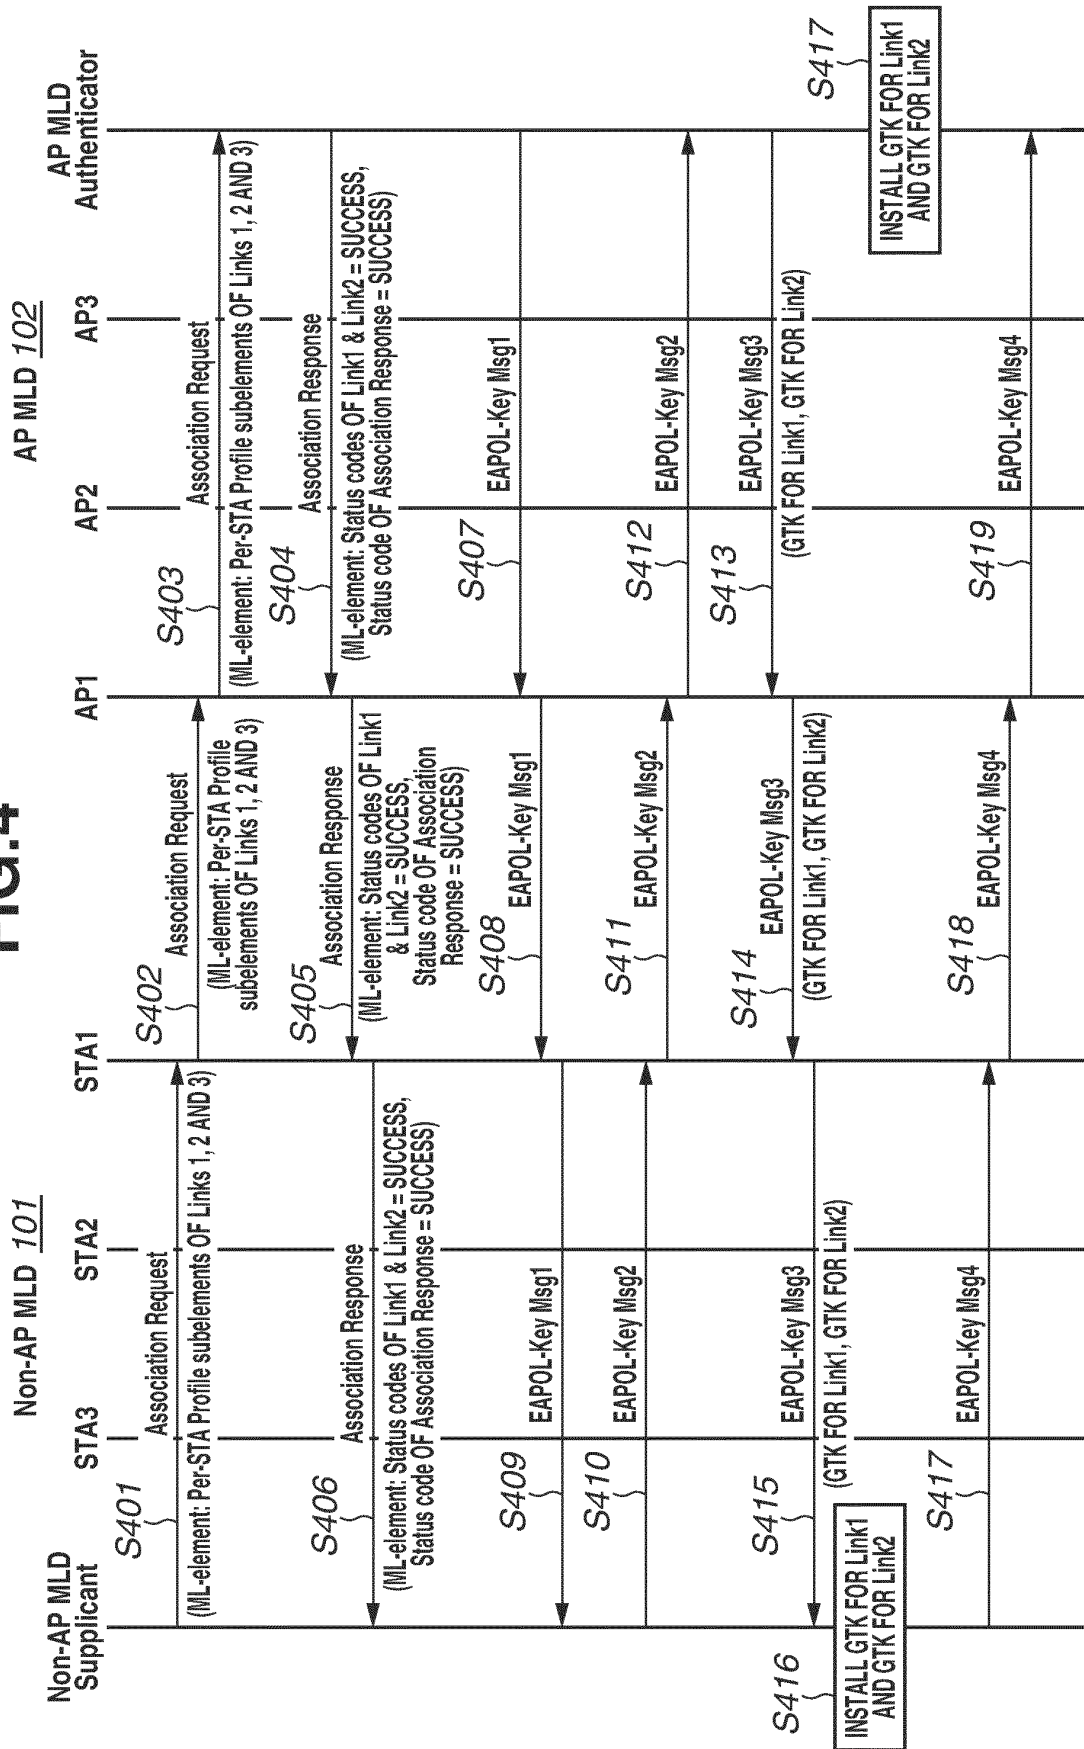 FIG.4
Non-AP MLD 101
AP MLD 102
Non-AP MLD
Supplicant
STA3
STA2
STA1
AP1
AP2
AP3
AP MLD
Authenticator
S401
Association Request
(ML-element: Per-STA Profile subelements OF Links 1, 2 AND 3)
S402
Association Request
(ML-element: Per-STA Profile
subelements OF Links 1, 2 AND 3)
S403
Association Request
(ML-element: Per-STA Profile subelements OF Links 1, 2 AND 3)
S404
Association Response
(ML-element: Status codes OF Link1 & Link2 = SUCCESS,
Status code OF Association Response = SUCCESS)
S405
Association Response
(ML-element: Status codes OF Link1
& Link2 = SUCCESS,
Status code OF Association
Response = SUCCESS)
S406
Association Response
(ML-element: Status codes OF Link1 & Link2 = SUCCESS,
Status code OF Association Response = SUCCESS)
S407
EAPOL-Key Msg1
S408
EAPOL-Key Msg1
S409
EAPOL-Key Msg1
S410
EAPOL-Key Msg2
S411
EAPOL-Key Msg2
S412
EAPOL-Key Msg2
S413
EAPOL-Key Msg3
(GTK FOR Link1, GTK FOR Link2)
S414
EAPOL-Key Msg3
(GTK FOR Link1, GTK FOR Link2)
S415
EAPOL-Key Msg3
(GTK FOR Link1, GTK FOR Link2)
S416
INSTALL GTK FOR Link1
AND GTK FOR Link2
S417
INSTALL GTK FOR Link1
AND GTK FOR Link2
S417
EAPOL-Key Msg4
S418
EAPOL-Key Msg4
S419
EAPOL-Key Msg4